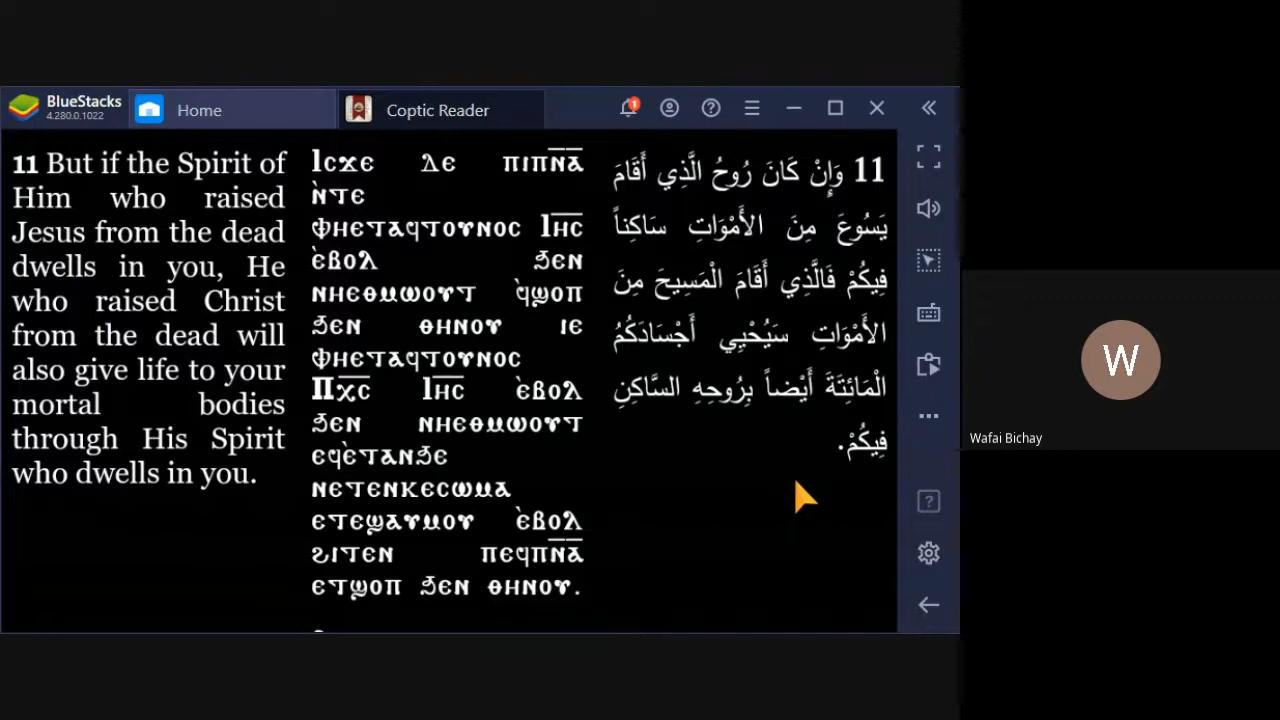 BlueStacks
4.280.0.1022
Home
Coptic Reader
1
11 But if the Spirit of
Him who raised
Jesus from the dead
dwells in you, He
who raised Christ
from the dead will
also give life to your
mortal bodies
through His Spirit
who dwells in you.
Ⲓⲥϫⲉ ⲇⲉ ⲡⲓⲡⲛ̅ⲁ̅
ⲛ̀ⲧⲉ
ⲫⲏⲉⲧⲁϥⲧⲟⲩⲛⲟⲥ Ⲓⲏ̅ⲥ̅
ⲉ̀ⲃⲟⲗ ϧⲉⲛ
ⲛⲏⲉⲑⲙⲱⲟⲩⲧ ϥ̀ϣⲟⲡ
ϧⲉⲛ ⲑⲏⲛⲟⲩ ⲓⲉ
ⲫⲏⲉⲧⲁϥⲧⲟⲩⲛⲟⲥ
Ⲡⲭ̅ⲥ̅ Ⲓⲏ̅ⲥ̅ ⲉ̀ⲃⲟⲗ
ϧⲉⲛ ⲛⲏⲉⲑⲙⲱⲟⲩⲧ
ⲉϥⲉ̀ⲧⲁⲛϧⲉ
ⲛⲉⲧⲉⲛⲕⲉⲥⲱⲙⲁ
ⲉⲧⲉϣⲁⲩⲙⲟⲩ ⲉ̀ⲃⲟⲗ
ϩⲓⲧⲉⲛ ⲡⲉϥⲡⲛ̅ⲁ̅
ⲉⲧϣⲟⲡ ϧⲉⲛ ⲑⲏⲛⲟⲩ.
11 وَإِنْ كَانَ رُوحُ الَّذِي أَقَامَ
يَسُوعَ مِنَ الأَمْوَاتِ سَاكِناً
فِيكُمْ فَالَّذِي أَقَامَ الْمَسِيحَ مِنَ
الأَمْوَاتِ سَيُحْيِي أَجْسَادَكُمُ
الْمَائِتَةَ أَيْضاً بِرُوحِهِ السَّاكِنِ
فِيكُمْ.
W
Wafai Bichay